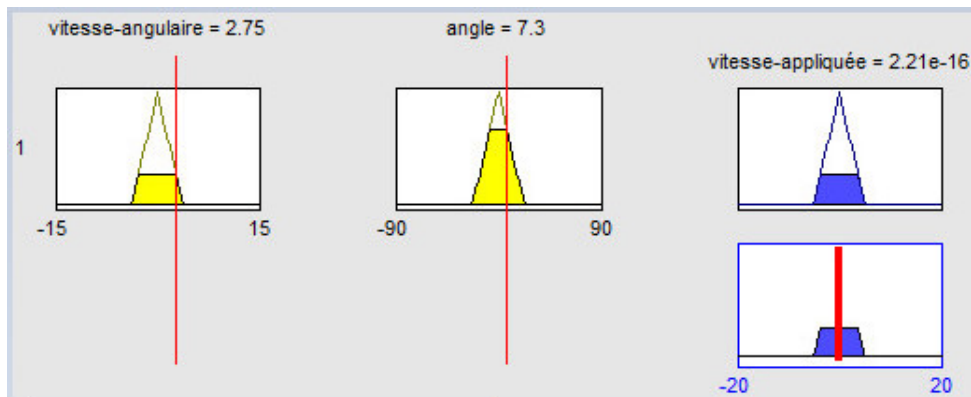 vitesse-angulaire = 2.75
angle = 7.3
vitesse-appliquée = 2.21e-16
1
-15 15
-90 90
-20 20